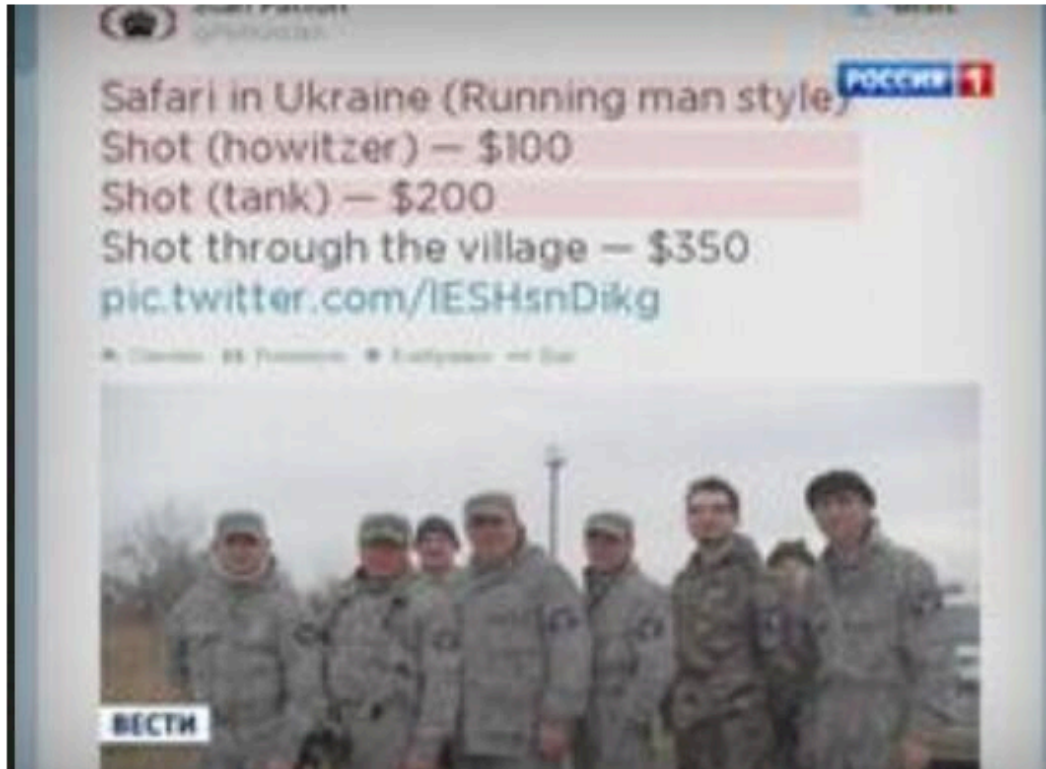 РОССИЯ 1
Safari in Ukraine (Running man style)
Shot (howitzer) — $100
Shot (tank) — $200
Shot through the village — $350
pic.twitter.com/IESHsnDikg
ВЕСТИ